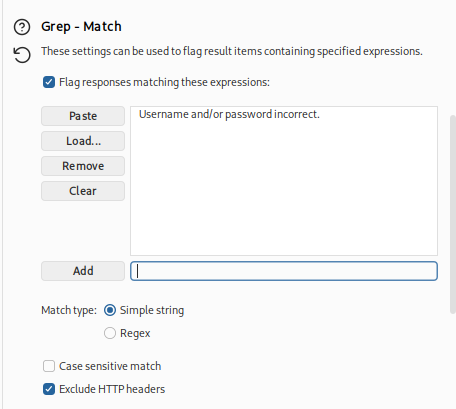 Grep - Match
These settings can be used to flag result items containing specified expressions.
Flag responses matching these expressions:
Paste
Username and/or password incorrect.
Load...
Remove
Clear
Add
Match type: Simple string
Regex
Case sensitive match
Exclude HTTP headers